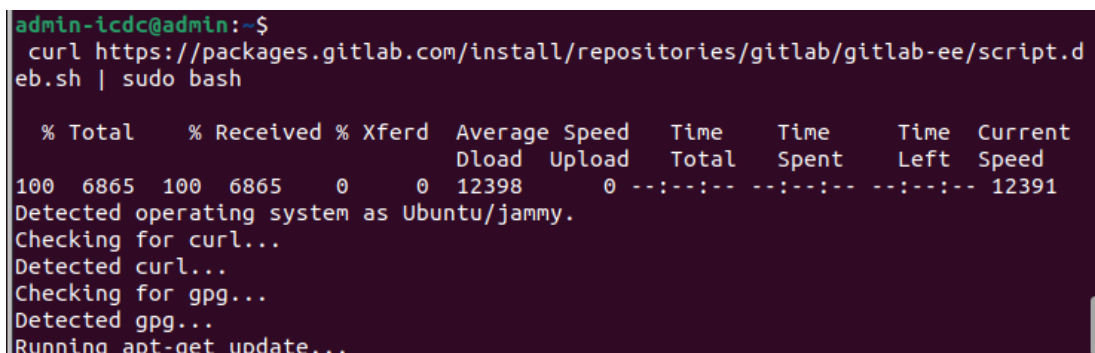 admin-icdc@admin:~$
curl https://packages.gitlab.com/install/repositories/gitlab/gitlab-ee/script.d
eb.sh | sudo bash
% Total % Received % Xferd Average Speed Time Time Time Current
Dload Upload Total Spent Left Speed
100 6865 100 6865 0 0 12398 0 --:--:-- --:--:-- --:--:-- 12391
Detected operating system as Ubuntu/jammy.
Checking for curl...
Detected curl...
Checking for gpg...
Detected gpg...
Running apt-get update...